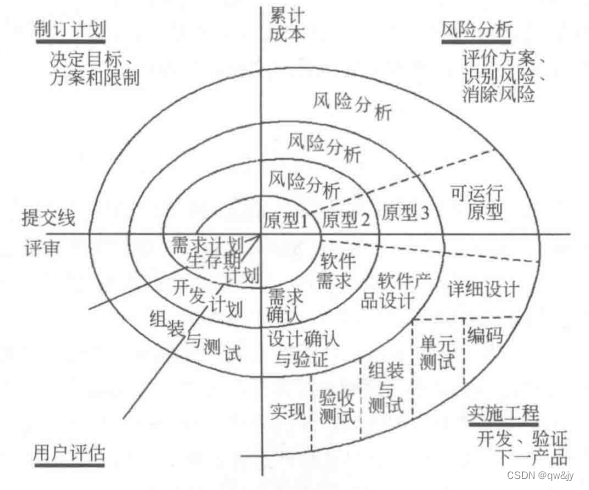 制订计划
决定目标、
方案和限制
累计
成本
风险分析
评价方案、
识别风险、
消除风险
风险分析
风险分析
风险分析
可运行
原型
原型1
原型2
原型3
提交线
评审
需求计划
生存期
计划
开发计划
组装与测试
软件
需求
需求
确认
软件产
品设计
详细设计
设计确认
与验证
实现
验收
测试
组装
与
测试
单元
测试
编码
用户评估
实施工程
开发、验证
下一产品
CSDN @qw&jy